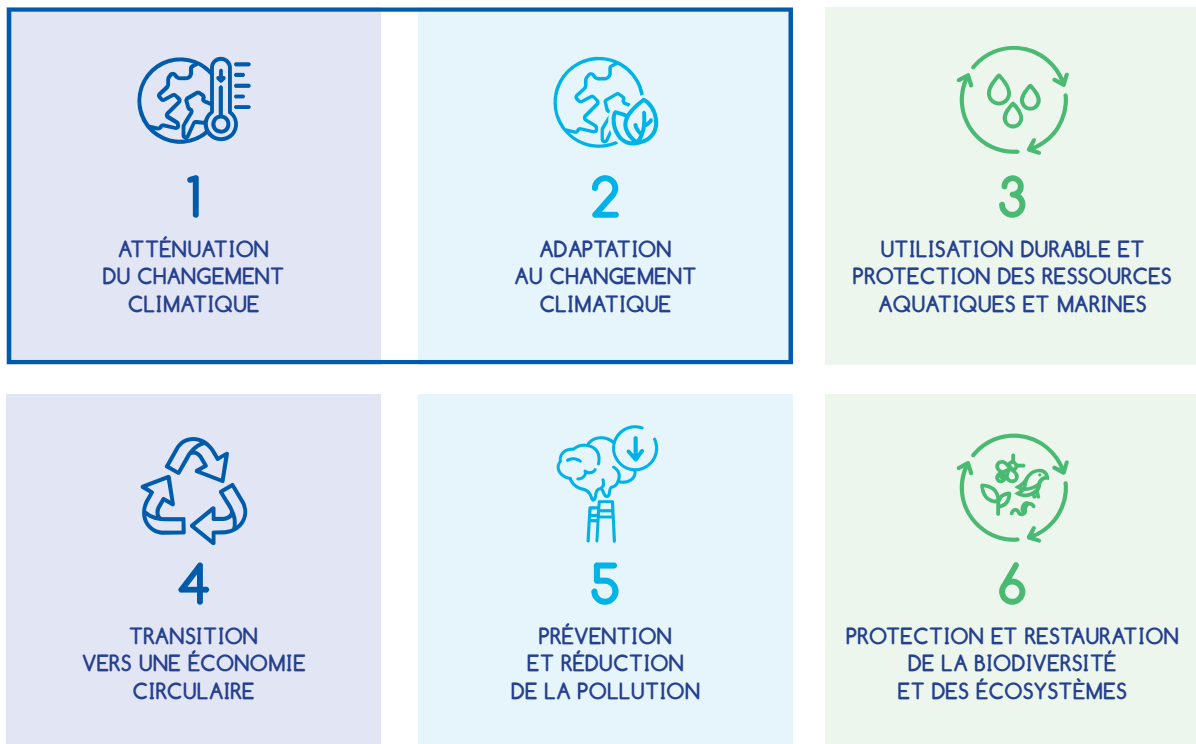 1
ATTÉNUATION
DU CHANGEMENT
CLIMATIQUE
2
ADAPTATION
AU CHANGEMENT
CLIMATIQUE
3
UTILISATION DURABLE ET
PROTECTION DES RESSOURCES
AQUATIQUES ET MARINES
4
TRANSITION
VERS UNE ÉCONOMIE
CIRCULAIRE
5
PRÉVENTION
ET RÉDUCTION
DE LA POLLUTION
6
PROTECTION ET RESTAURATION
DE LA BIODIVERSITÉ
ET DES ÉCOSYSTÈMES